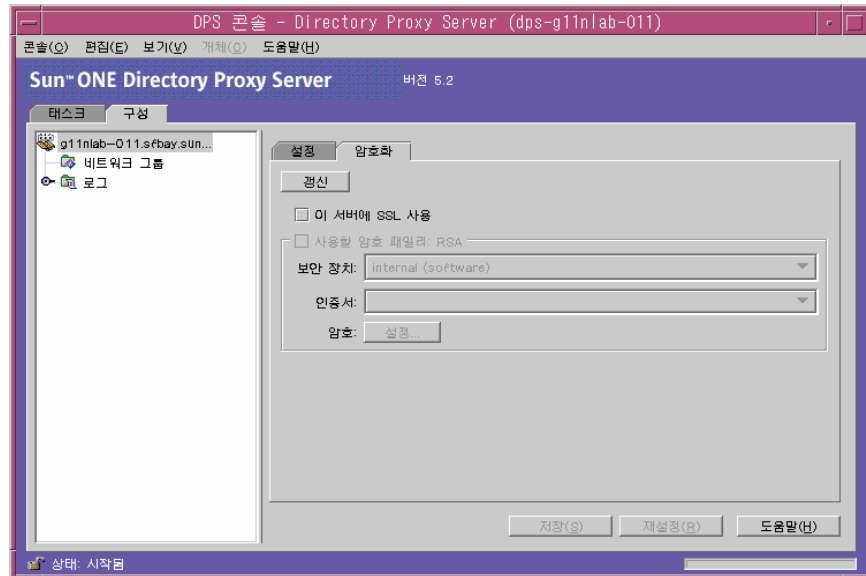 DPS 콘솔 - Directory Proxy Server (dps-g11nlab-011)
콘솔(O) 편집(E) 보기(V) 개체(O) 도움말(H)
Sun™ ONE Directory Proxy Server 버전 5.2
태스크 구성
g11nlab-011.sfbay.sun...
비트워크 그룹
로그
설정 암호화
갱신
이 서버에 SSL 사용
사용할 암호 패밀리: RSA
보안 장치: internal (software)
인증서:
암호: 설정...
저장(S) 재설정(R) 도움말(H)
상태: 시작됨